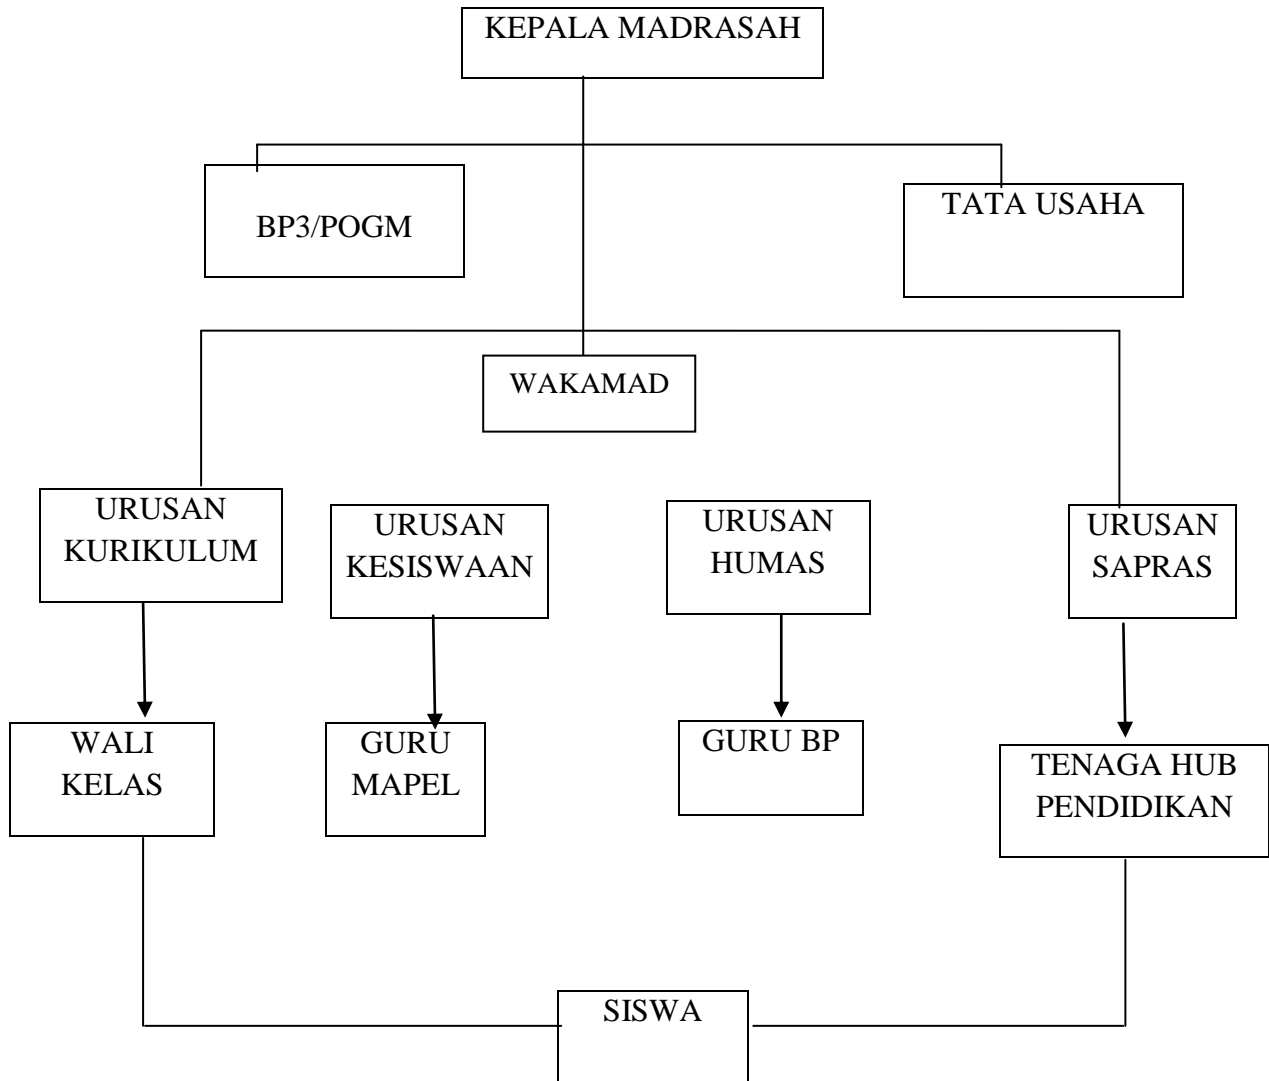 KEPALA MADRASAH
BP3/POGM
TATA USAHA
WAKAMAD
URUSAN
KURIKULUM
URUSAN
KESISWAAN
URUSAN
HUMAS
URUSAN
SAPRAS
WALI
KELAS
GURU
MAPEL
GURU BP
TENAGA HUB
PENDIDIKAN
SISWA